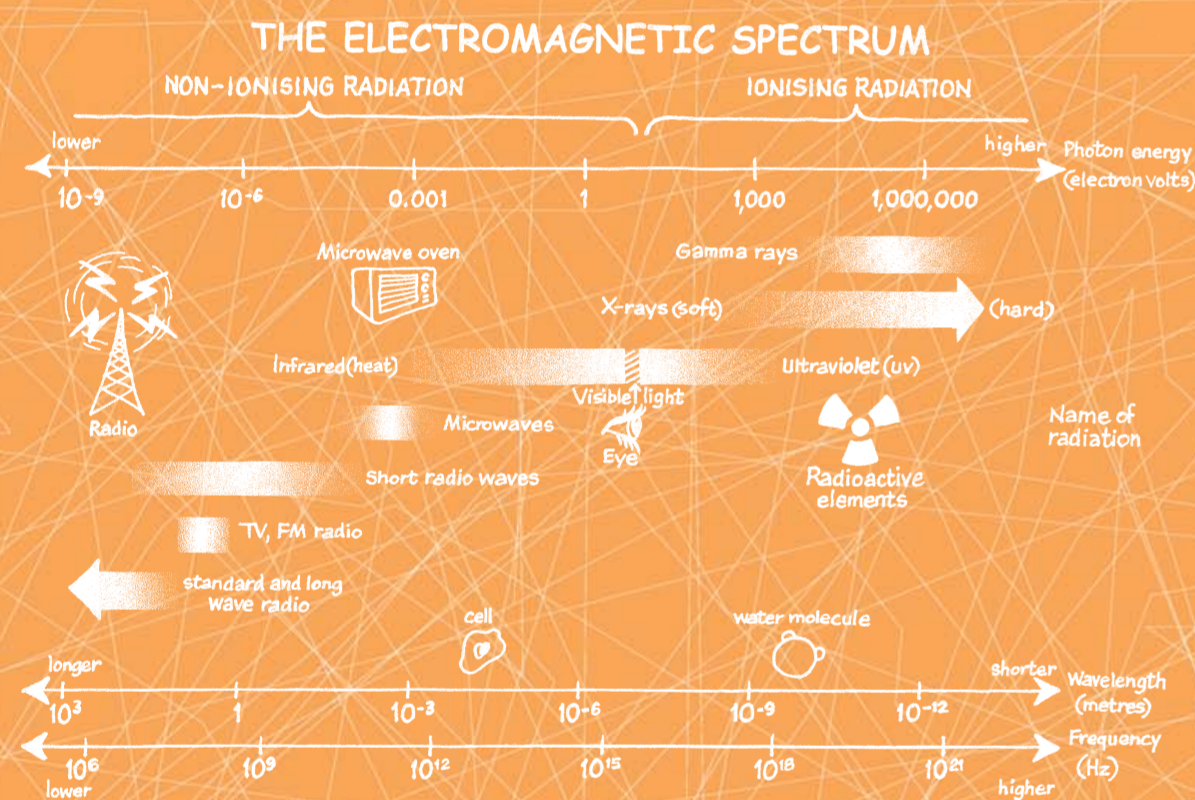 THE ELECTROMAGNETIC SPECTRUM
NON-IONISING RADIATION
IONISING RADIATION
lower
higher
Photon energy
(electron volts)
10-9
10-6
0.001
1
1,000
1,000,000
Microwave oven
Gamma rays
X-rays (soft)
(hard)
Infrared (heat)
Ultraviolet (uv)
Visible light
Radio
Microwaves
Eye
Name of
radiation
Short radio waves
Radioactive
elements
TV, FM radio
standard and long
wave radio
cell
water molecule
longer
shorter
Wavelength
(metres)
10³
1
10-³
10-⁶
10-⁹
10-¹²
Frequency
(Hz)
10⁶
10⁹
10¹²
10¹⁵
10¹⁸
10²¹
lower
higher